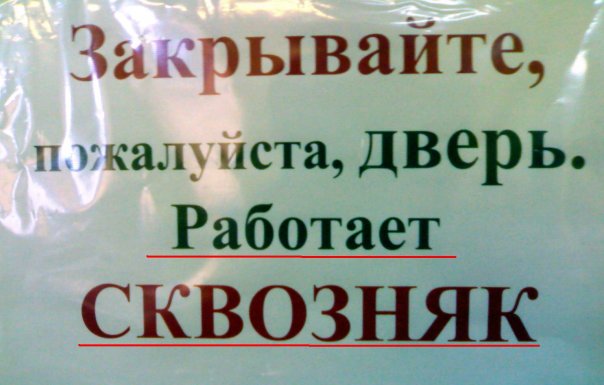 Закрывайте,
пожалуйста, дверь.
Работает
СКВОЗНЯК